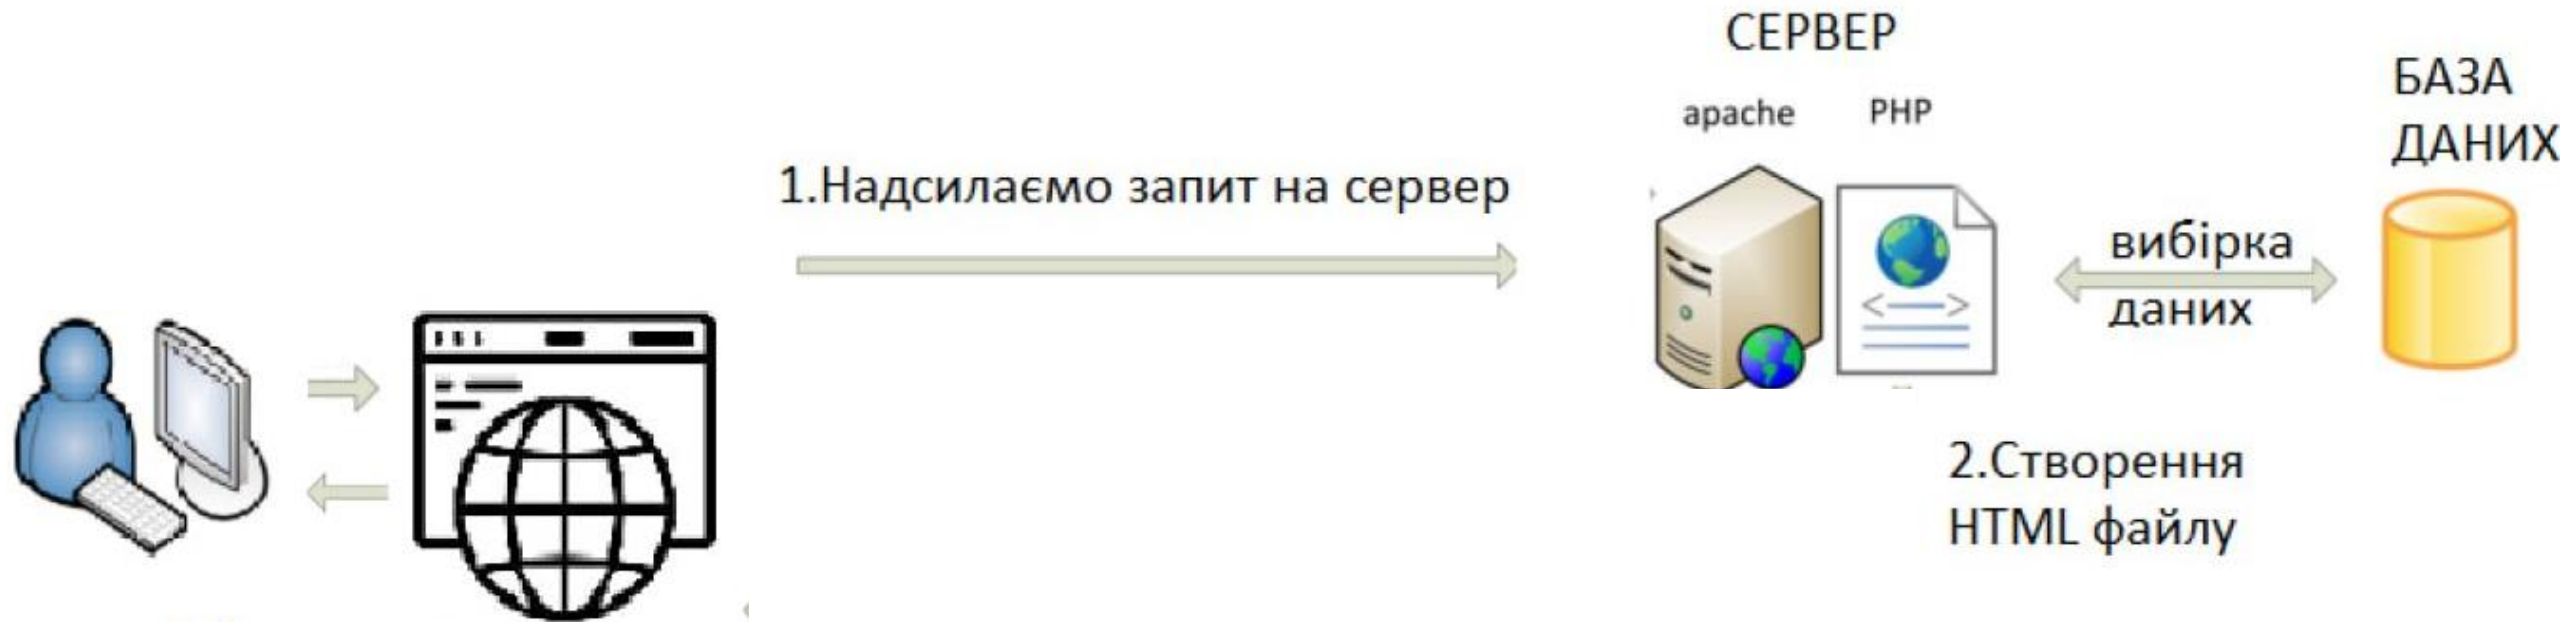 СЕРВЕР
apache PHP
БАЗА
ДАНИХ
1.Надсилаємо запит на сервер
вибірка
даних
2.Створення
HTML файлу